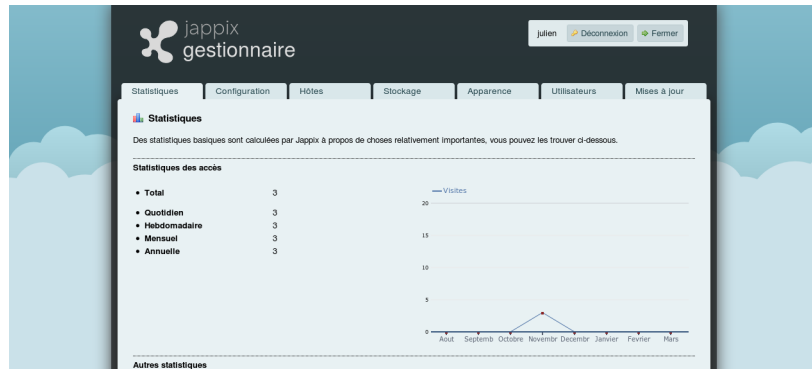 jappix
gestionnaire
julien Déconnexion Fermer
Statistiques Configuration Hôtes Stockage Apparence Utilisateurs Mises à jour
Statistiques
Des statistiques basiques sont calculées par Jappix à propos de choses relativement importantes, vous pouvez les trouver ci-dessous.
Statistiques des accès
Total 3
Quotidien 3
Hebdomadaire 3
Mensuel 3
Annuelle 3
Visites
20
15
10
5
0
Aout Septemb Octobre Novembr Decembr Janvier Fevrier Mars
Autres statistiques